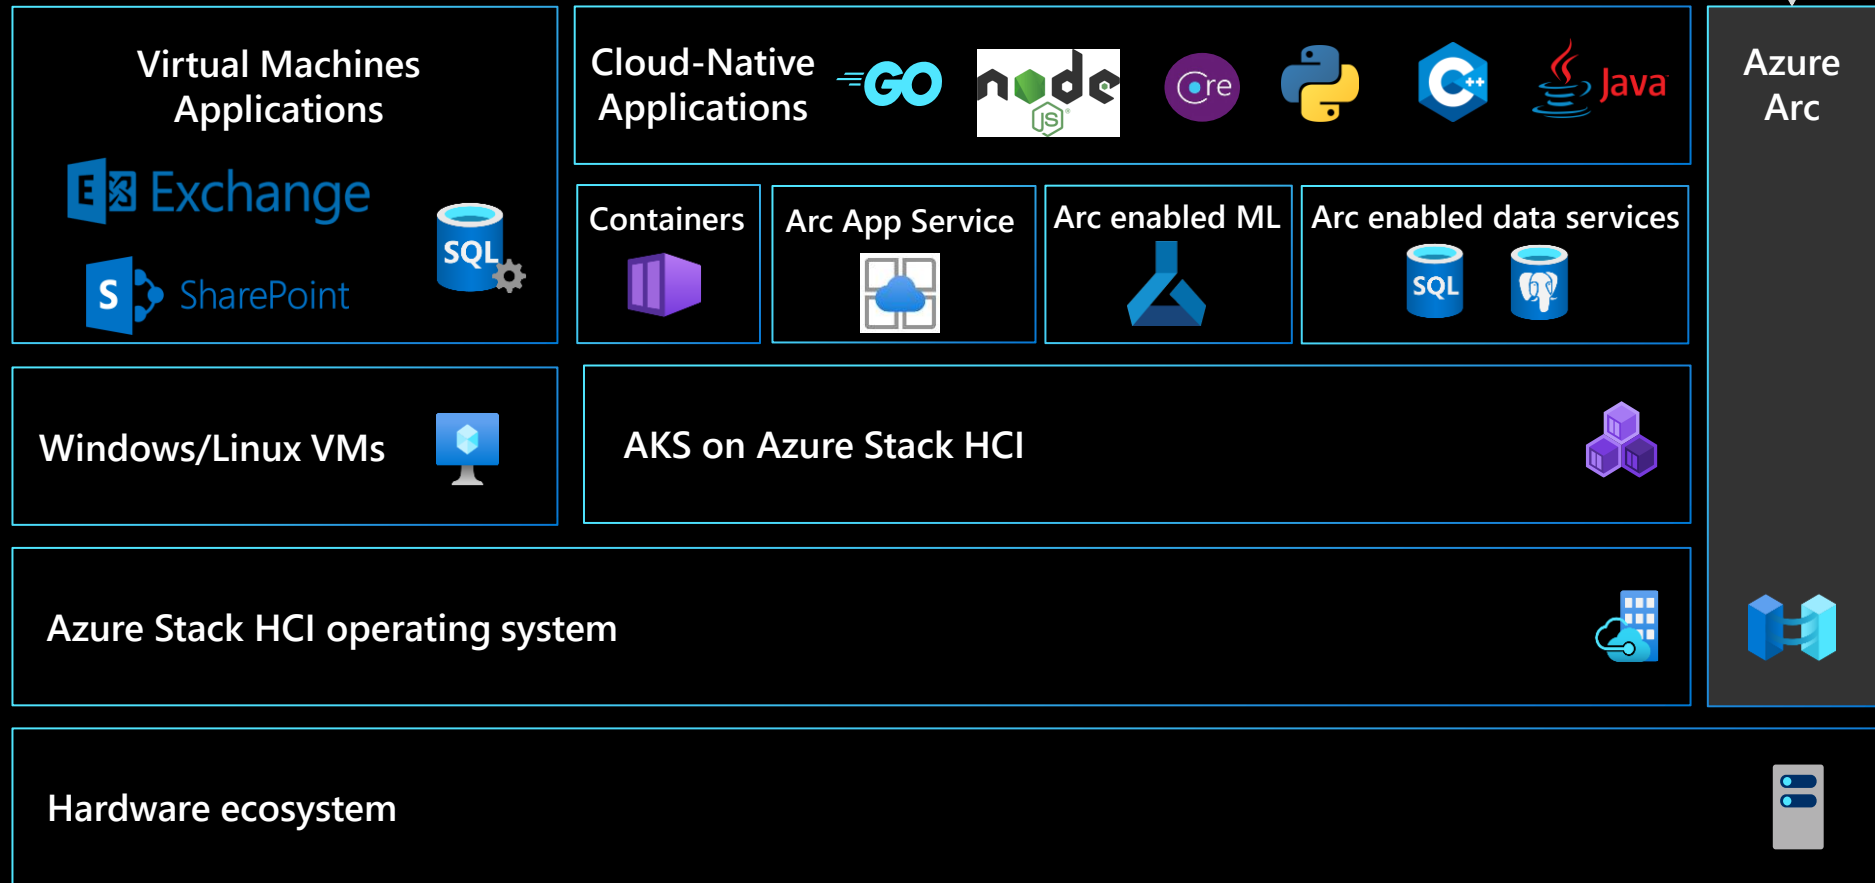 Virtual Machines
Applications
E Exchange
S SharePoint
SQL
Cloud-Native
Applications
GO
node
JS
Core
C++
Java
Containers
Arc App Service
Arc enabled ML
Arc enabled data services
SQL
Azure
Arc
Windows/Linux VMs
AKS on Azure Stack HCI
Azure Stack HCI operating system
Hardware ecosystem